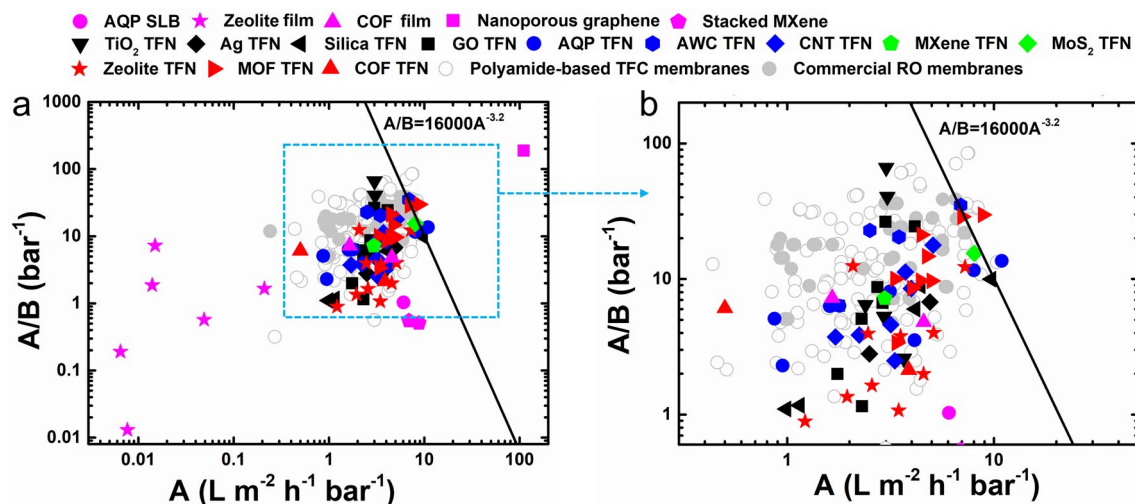 AQP SLB Zeolite film COF film Nanoporous graphene Stacked MXene
TiO2 TFN Ag TFN Silica TFN GO TFN AQP TFN AWC TFN CNT TFN MXene TFN MoS2 TFN
Zeolite TFN MOF TFN COF TFN Polyamide-based TFC membranes Commercial RO membranes
a
A/B=16000A-3.2
1000
100
10
1
0.1
0.01
A/B (bar-1)
0.01 0.1 1 10 100
A (L m-2 h-1 bar-1)
b
A/B=16000A-3.2
100
10
1
A/B (bar-1)
1 10
A (L m-2 h-1 bar-1)